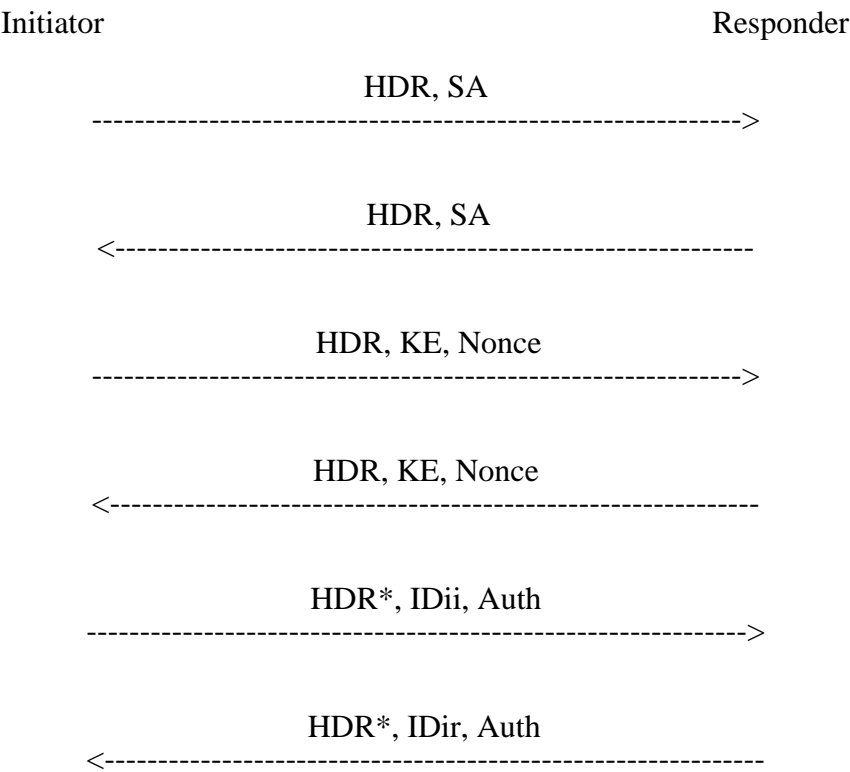 Initiator Responder
HDR, SA
------------------------------------------------------------->
HDR, SA
<------------------------------------------------------------
HDR, KE, Nonce
------------------------------------------------------------->
HDR, KE, Nonce
<-------------------------------------------------------------
HDR*, IDii, Auth
-------------------------------------------------------------->
HDR*, IDir, Auth
<--------------------------------------------------------------